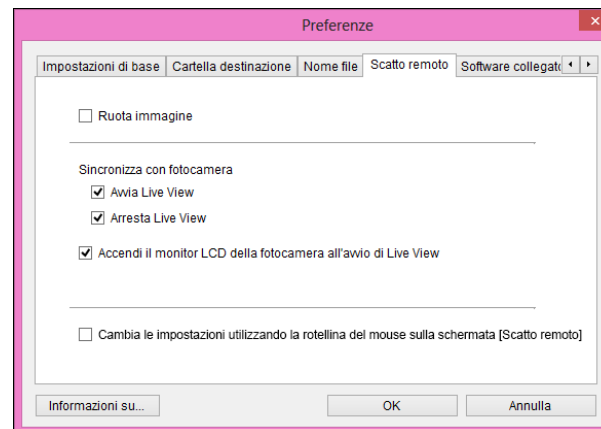 Preferenze
Impostazioni di base Cartella destinazione Nome file Scatto remoto Software collegato
Ruota immagine
Sincronizza con fotocamera
Avvia Live View
Arresta Live View
Accendi il monitor LCD della fotocamera all'avvio di Live View
Cambia le impostazioni utilizzando la rotellina del mouse sulla schermata [Scatto remoto]
Informazioni su... OK Annulla